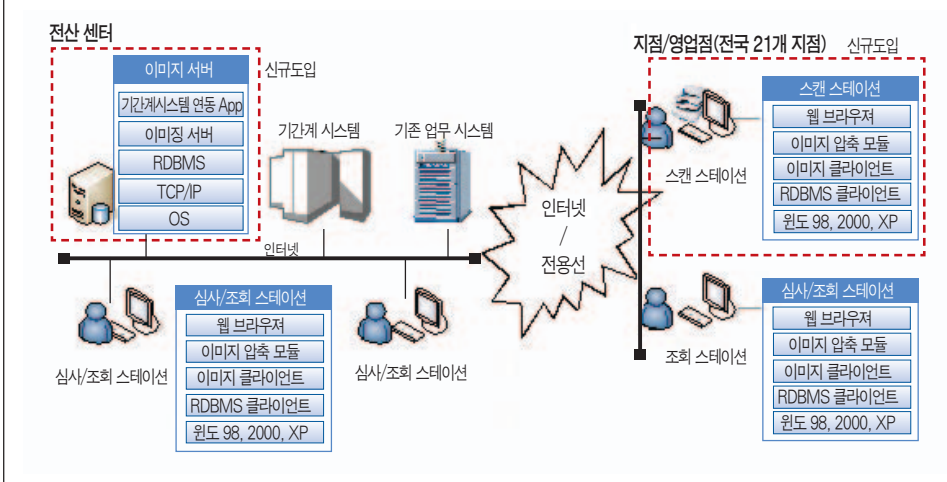 전산 센터
이미지 서버
신규도입
기간계시스템 연동 App
이미징 서버
RDBMS
TCP/IP
OS
기간계 시스템
기존 업무 시스템
인터넷
심사/조회 스테이션
심사/조회 스테이션
웹 브라우져
이미지 압축 모듈
이미지 클라이언트
RDBMS 클라이언트
윈도 98, 2000, XP
심사/조회 스테이션
인터넷
/
전용선
지점/영업점(전국 21개 지점)
신규도입
스캔 스테이션
스캔 스테이션
웹 브라우져
이미지 압축 모듈
이미지 클라이언트
RDBMS 클라이언트
윈도 98, 2000, XP
조회 스테이션
심사/조회 스테이션
웹 브라우져
이미지 압축 모듈
이미지 클라이언트
RDBMS 클라이언트
윈도 98, 2000, XP